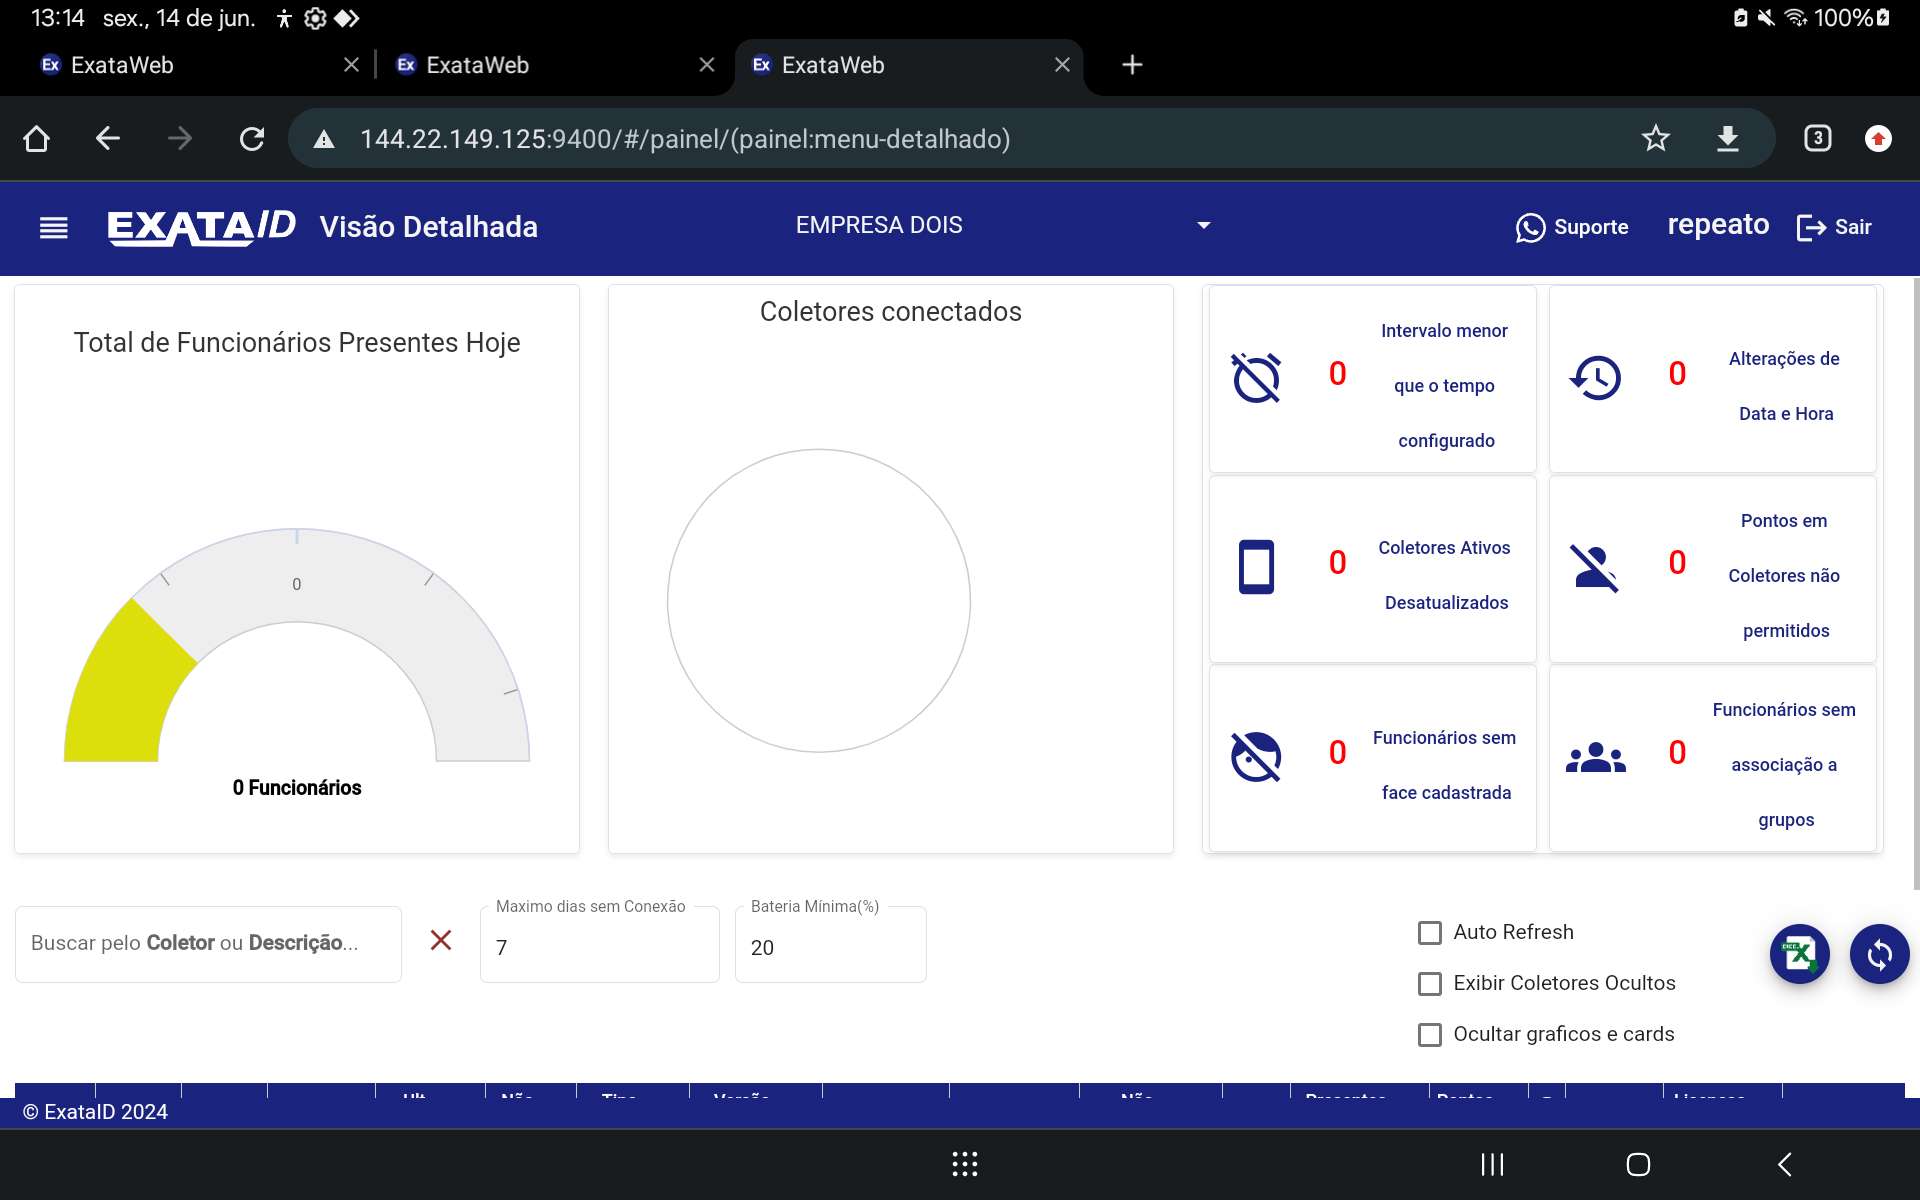 13:14 sex., 14 de jun. 100%
Ex ExataWeb
Ex ExataWeb
Ex ExataWeb
144.22.149.125:9400/#/painel/(painel:menu-detalhado)
3
EXATAID Visão Detalhada
EMPRESA DOIS
Suporte
repeato
Sair
Total de Funcionários Presentes Hoje
0
0 Funcionários
Coletores conectados
0
Intervalo menor
que o tempo
configurado
0
Alterações de
Data e Hora
0
Coletores Ativos
Desatualizados
0
Pontos em
Coletores não
permitidos
0
Funcionários sem
face cadastrada
0
Funcionários sem
associação a
grupos
Buscar pelo Coletor ou Descrição...
Maximo dias sem Conexão
7
Bateria Mínima(%)
20
Auto Refresh
Exibir Coletores Ocultos
Ocultar graficos e cards
© ExataID 2024